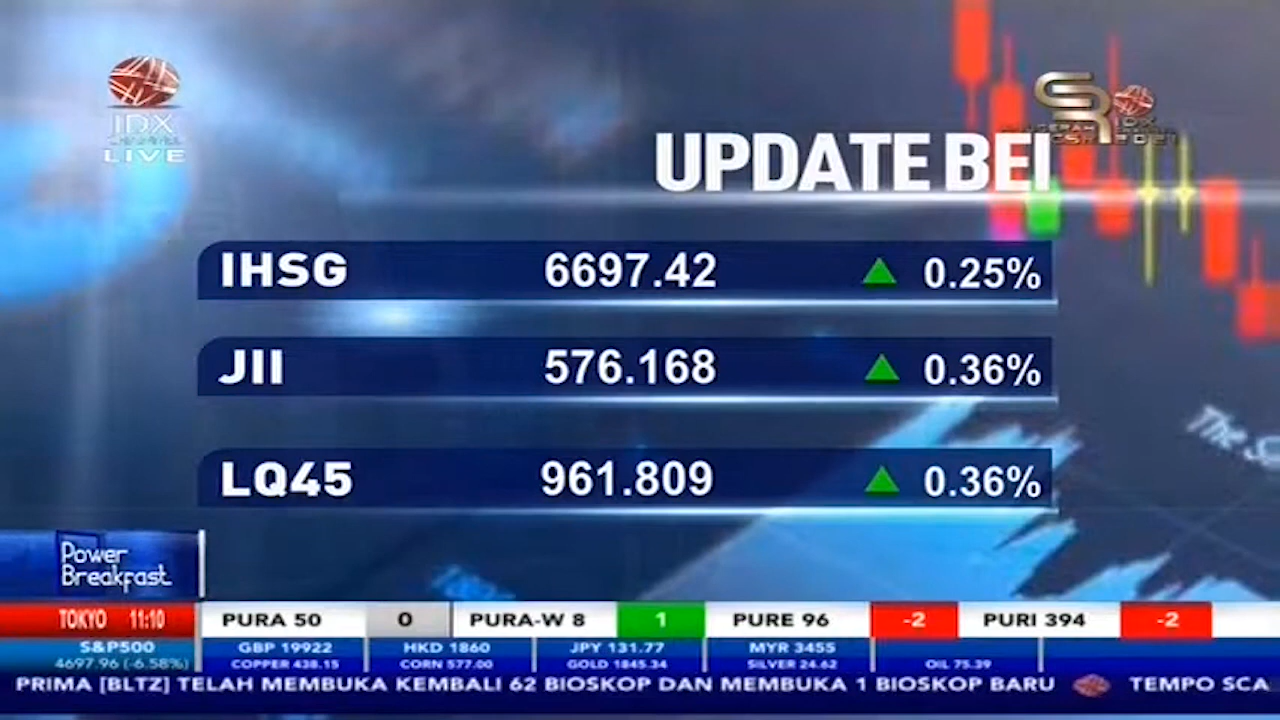 IDX
LIVE
UPDATE BEI
IHSG 6697.42 0.25%
JII 576.168 0.36%
LQ45 961.809 0.36%
The
Power
Breakfast
TOKYO 11:10 PURA 50 0 PURA-W 8 1 PURE 96 -2 PURI 394 -2
S&P500 GBP 19922 HKD 1860 JPY 131.77 MYR 3455
4697.96 (-6.58%) COPPER 438.15 CORN 577.00 GOLD 1845.34 SILVER 24.62 OIL 75.39
PRIMA [BLTZ] TELAH MEMBUKA KEMBALI 62 BIOSKOP DAN MEMBUKA 1 BIOSKOP BARU TEMPO SCA